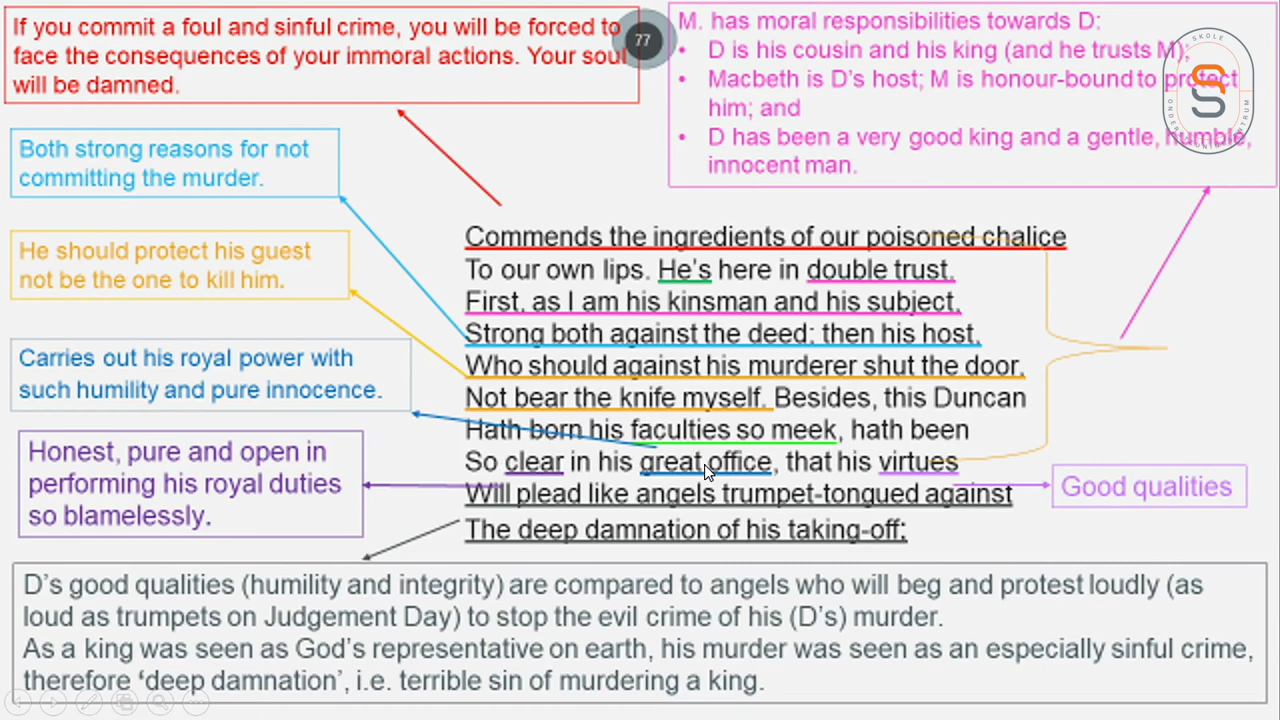 If you commit a foul and sinful crime, you will be forced to
face the consequences of your immoral actions. Your soul
will be damned.
77
M. has moral responsibilities towards D:
• D is his cousin and his king (and he trusts M);
• Macbeth is D's host; M is honour-bound to protect
him; and
• D has been a very good king and a gentle, humble,
innocent man.
SKOLE
ONDERSTEUNINGSENTRUM
Both strong reasons for not
committing the murder.
He should protect his guest
not be the one to kill him.
Carries out his royal power with
such humility and pure innocence.
Honest, pure and open in
performing his royal duties
so blamelessly.
Commends the ingredients of our poisoned chalice
To our own lips. He's here in double trust,
First, as I am his kinsman and his subject,
Strong both against the deed; then his host,
Who should against his murderer shut the door,
Not bear the knife myself. Besides, this Duncan
Hath born his faculties so meek, hath been
So clear in his great office, that his virtues
Will plead like angels trumpet-tongued against
The deep damnation of his taking-off;
Good qualities
D's good qualities (humility and integrity) are compared to angels who will beg and protest loudly (as
loud as trumpets on Judgement Day) to stop the evil crime of his (D's) murder.
As a king was seen as God's representative on earth, his murder was seen as an especially sinful crime,
therefore 'deep damnation', i.e. terrible sin of murdering a king.